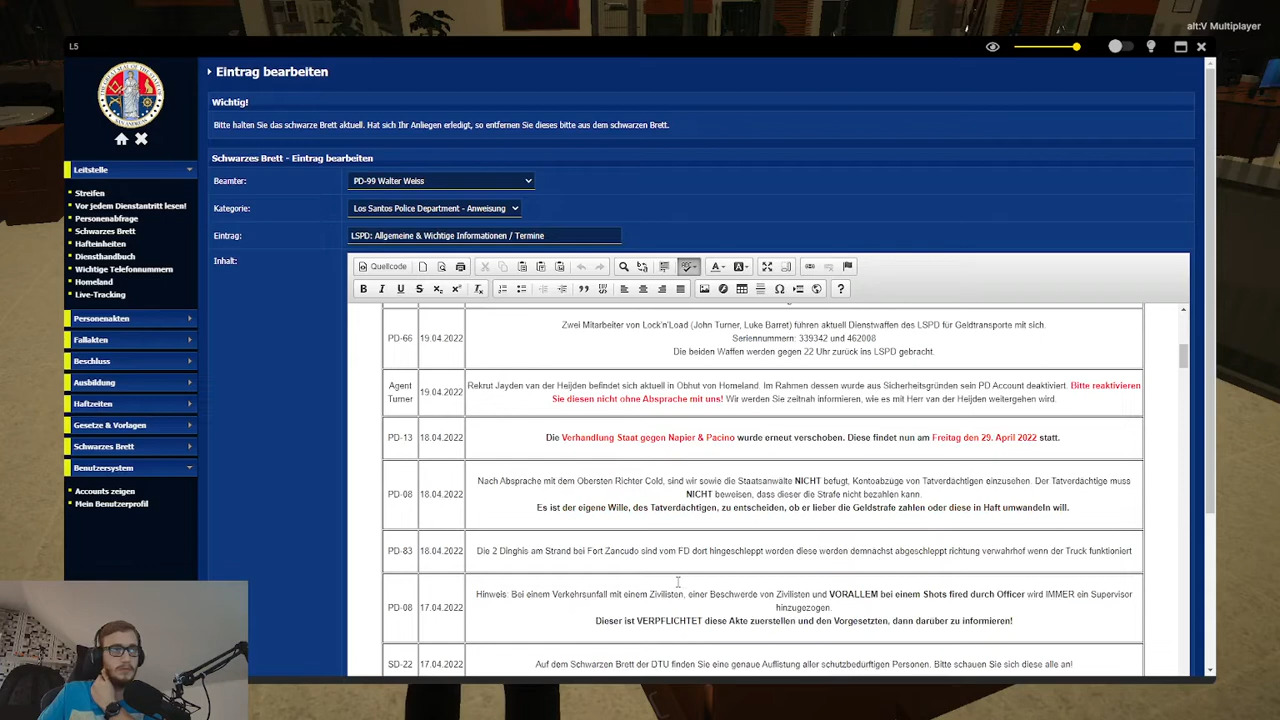 alt:V Multiplayer
L5
Eintrag bearbeiten
Wichtig!
Bitte halten Sie das schwarze Brett aktuell. Hat sich Ihr Anliegen erledigt, so entfernen Sie dieses bitte aus dem schwarzen Brett.
Schwarzes Brett - Eintrag bearbeiten
Beamter:
PD-99 Walter Weiss
Kategorie:
Los Santos Police Department - Anweisung
Eintrag:
LSPD: Allgemeine & Wichtige Informationen / Termine
Inhalt:
Leitstelle
Streifen
Vor jedem Dienstantritt lesen!
Personenabfrage
Schwarzes Brett
Hafteinheiten
Diensthandbuch
Wichtige Telefonnummern
Homeland
Live-Tracking
Personenakten
Fallakten
Beschluss
Ausbildung
Haftzeiten
Gesetze & Vorlagen
Schwarzes Brett
Benutzersystem
Accounts zeigen
Mein Benutzerprofil
Quellcode
PD-66
19.04.2022
Zwei Mitarbeiter von Lock'n'Load (John Turner, Luke Barret) führen aktuell Dienstwaffen des LSPD für Geldtransporte mit sich.
Seriennummern: 339342 und 462008
Die beiden Waffen werden gegen 22 Uhr zurück ins LSPD gebracht.
Agent
Turner
19.04.2022
Rekrut Jayden van der Heijden befindet sich aktuell in Obhut von Homeland. Im Rahmen dessen wurde aus Sicherheitsgründen sein PD Account deaktiviert. Bitte reaktivieren
Sie diesen nicht ohne Absprache mit uns! Wir werden Sie zeitnah informieren, wie es mit Herr van der Heijden weitergehen wird.
PD-13
18.04.2022
Die Verhandlung Staat gegen Napier & Pacino wurde erneut verschoben. Diese findet nun am Freitag den 29. April 2022 statt.
PD-08
18.04.2022
Nach Absprache mit dem Obersten Richter Cold, sind wir sowie die Staatsanwälte NICHT befugt, Kontoabzüge von Tatverdächtigen einzusehen. Der Tatverdächtige muss
NICHT beweisen, dass dieser die Strafe nicht bezahlen kann.
Es ist der eigene Wille, des Tatverdächtigen, zu entscheiden, ob er lieber die Geldstrafe zahlen oder diese in Haft umwandeln will.
PD-83
18.04.2022
Die 2 Dinghis am Strand bei Fort Zancudo sind vom FD dort hingeschleppt worden diese werden demnächst abgeschleppt richtung verwahrhof wenn der Truck funktioniert
PD-08
17.04.2022
Hinweis: Bei einem Verkehrsunfall mit einem Zivilisten, einer Beschwerde von Zivilisten und VORALLEM bei einem Shots fired durch Officer wird IMMER ein Supervisor
hinzugezogen.
Dieser ist VERPFLICHTET diese Akte zuerstellen und den Vorgesetzten, dann darüber zu informieren!
SD-22
17.04.2022
Auf dem Schwarzen Brett der DTU finden Sie eine genaue Auflistung aller schutzbedürftigen Personen. Bitte schauen Sie sich diese alle an!